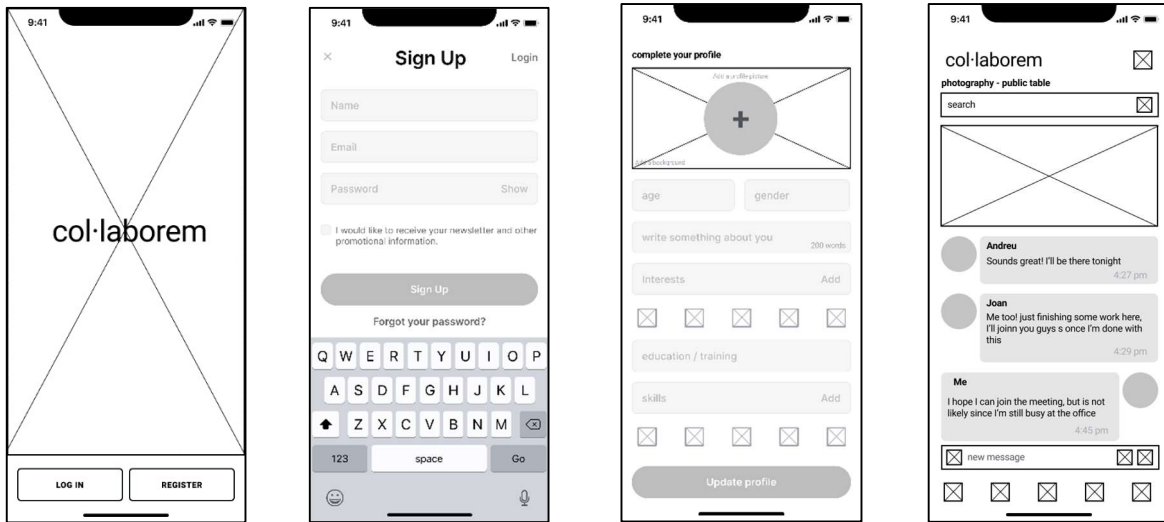 9:41
col·laborem
LOG IN
REGISTER
9:41
Sign Up
Login
Name
Email
Password
Show
I would like to receive your newsletter and other
promotional information.
Sign Up
Forgot your password?
Q W E R T Y U I O P
A S D F G H J K L
Z X C V B N M
123
space
Go
9:41
complete your profile
Add a profile picture
Add a background
age
gender
write something about you
200 words
Interests
Add
education / training
skills
Add
Update profile
9:41
col·laborem
photography - public table
search
Andreu
Sounds great! I'll be there tonight
4:27 pm
Joan
Me too! just finishing some work here,
I'll joinn you guys s once I'm done with
this
4:29 pm
Me
I hope I can join the meeting, but is not
likely since I'm still busy at the office
4:45 pm
new message